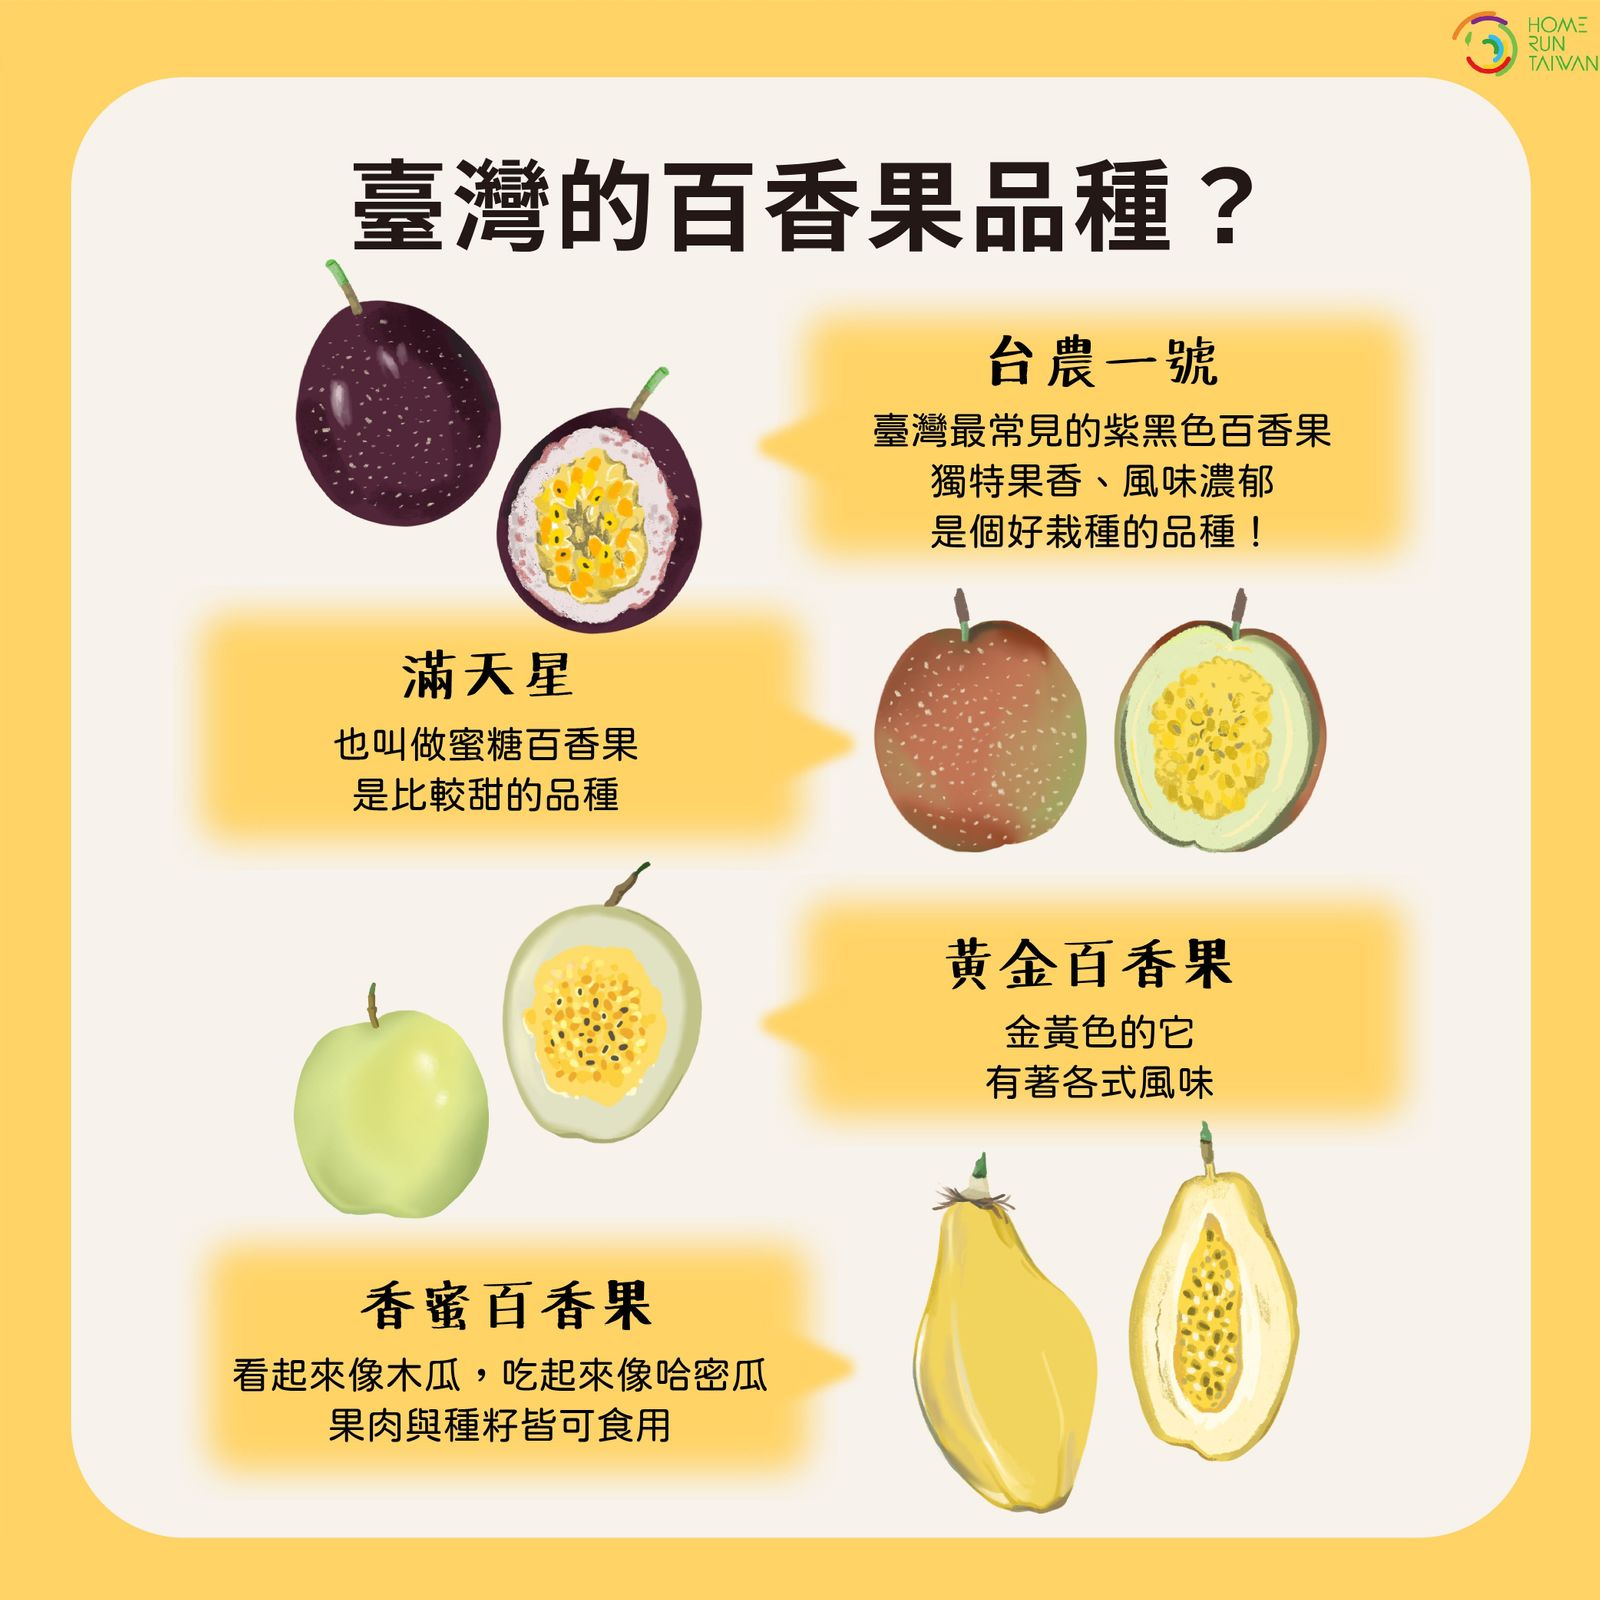 HOME
RUN
TAIWAN
臺灣的百香果品種？
台農一號
臺灣最常見的紫黑色百香果
獨特果香、風味濃郁
是個好栽種的品種！
滿天星
也叫做蜜糖百香果
是比較甜的品種
黃金百香果
金黃色的它
有著各式風味
香蜜百香果
看起來像木瓜，吃起來像哈密瓜
果肉與種籽皆可食用